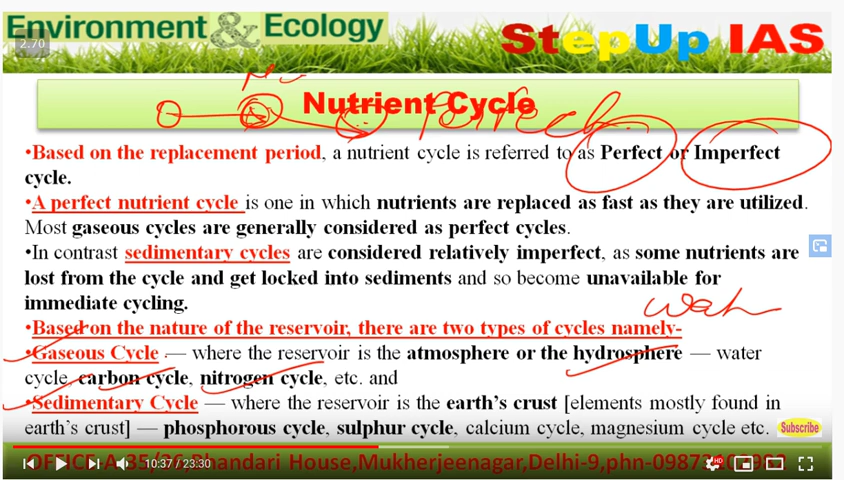 Environment & Ecology
StepUp IAS
2.70
Nutrient Cycle
Perfect
•Based on the replacement period, a nutrient cycle is referred to as Perfect or Imperfect
cycle.
•A perfect nutrient cycle is one in which nutrients are replaced as fast as they are utilized.
Most gaseous cycles are generally considered as perfect cycles.
•In contrast sedimentary cycles are considered relatively imperfect, as some nutrients are
lost from the cycle and get locked into sediments and so become unavailable for
immediate cycling.
•Based on the nature of the reservoir, there are two types of cycles namely-
•Gaseous Cycle — where the reservoir is the atmosphere or the hydrosphere — water
cycle, carbon cycle, nitrogen cycle, etc. and
•Sedimentary Cycle — where the reservoir is the earth's crust [elements mostly found in
earth's crust] — phosphorous cycle, sulphur cycle, calcium cycle, magnesium cycle etc.
Subscribe
10:37 / 23:30
HD
Bhandari House,Mukherjeenagar,Delhi-9,phn-